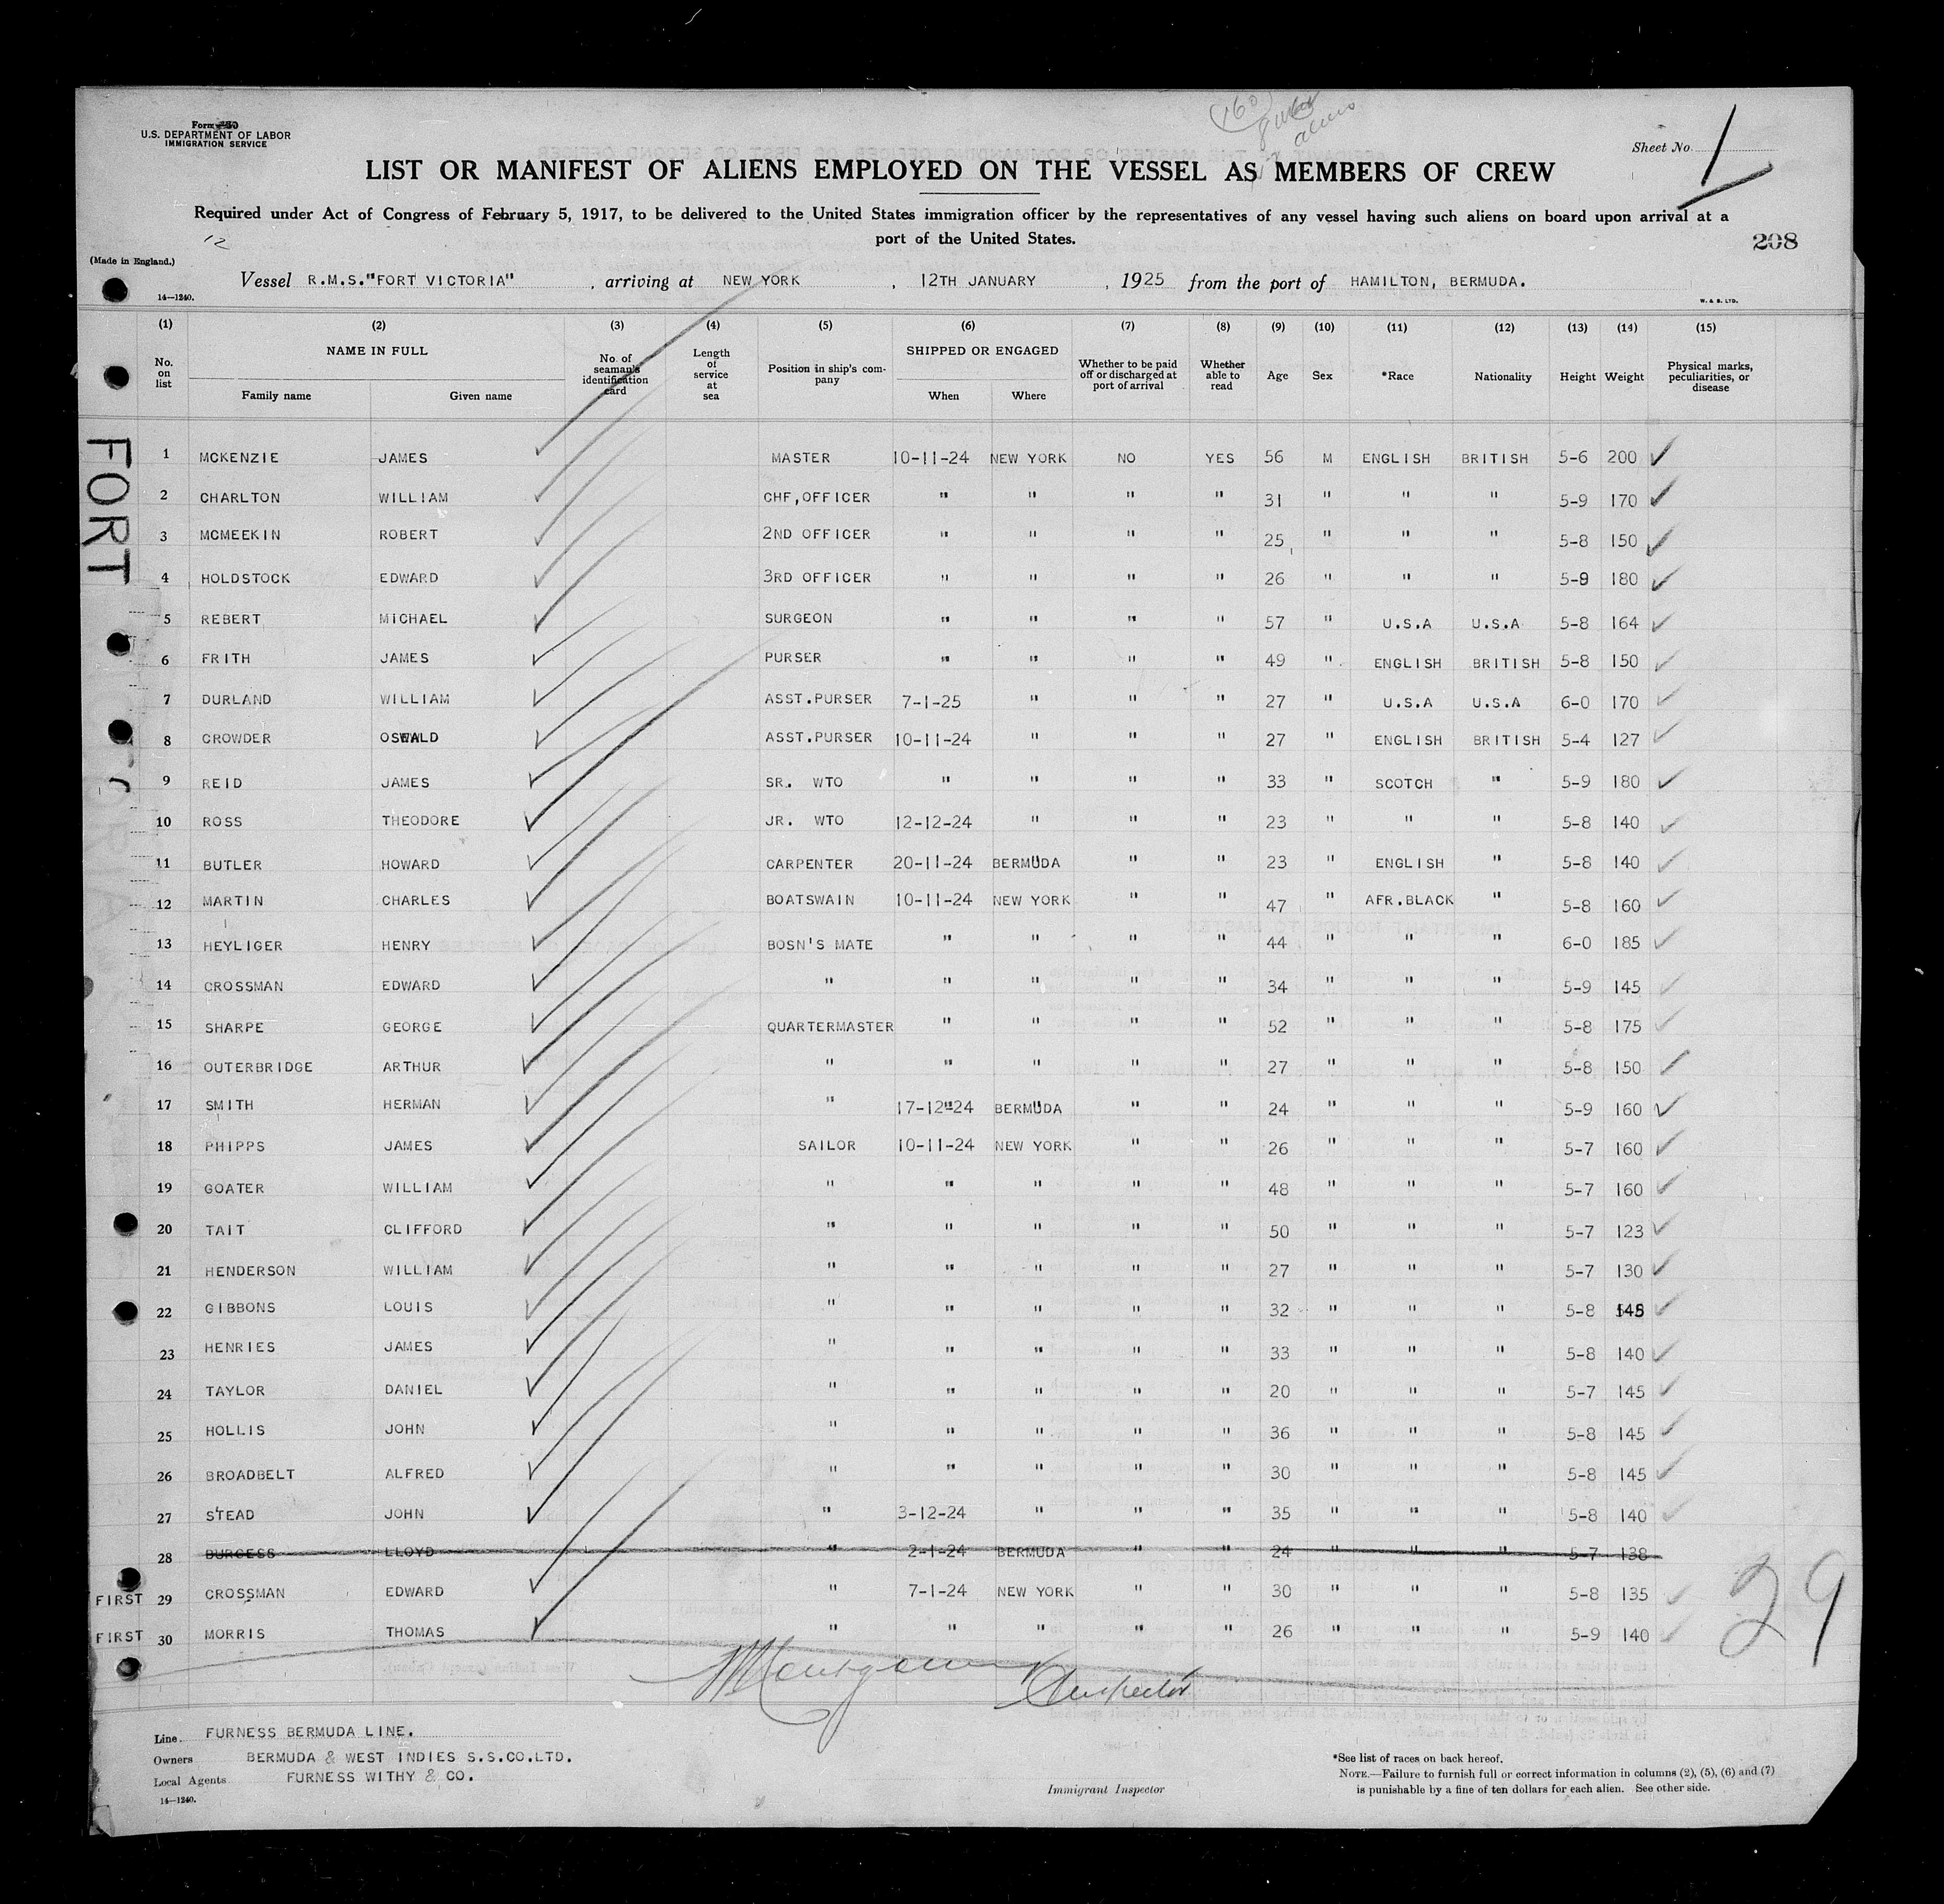 Form
U.S. DEPARTMENT OF LABOR
IMMIGRATION SERVICE
aliens
Sheet No. 1
LIST OR MANIFEST OF ALIENS EMPLOYED ON THE VESSEL AS MEMBERS OF CREW
Required under Act of Congress of February 5, 1917, to be delivered to the United States immigration officer by the representatives of any vessel having such aliens on board upon arrival at a
port of the United States.
12
208
(Made in England.)
Vessel R.M.S."FORT VICTORIA", arriving at NEW YORK, 12TH JANUARY, 1925 from the port of HAMILTON, BERMUDA.
14—1240.
W. & S. LTD.
(1) (2) (3) (4) (5) (6) (7) (8) (9) (10) (11) (12) (13) (14) (15)
No. on list NAME IN FULL Family name Given name No. of seaman's identification card Length of service at sea Position in ship's company SHIPPED OR ENGAGED When Where Whether to be paid off or discharged at port of arrival Whether able to read Age Sex *Race Nationality Height Weight Physical marks, peculiarities, or disease
FORT
1 MCKENZIE JAMES MASTER 10-11-24 NEW YORK NO YES 56 M ENGLISH BRITISH 5-6 200
2 CHARLTON WILLIAM CHF,OFFICER " " " " 31 " " " 5-9 170
3 MCMEEKIN ROBERT 2ND OFFICER " " " " 25 " " " 5-8 150
4 HOLDSTOCK EDWARD 3RD OFFICER " " " " 26 " " " 5-9 180
5 REBERT MICHAEL SURGEON " " " " 57 " U.S.A U.S.A 5-8 164
6 FRITH JAMES PURSER " " " " 49 " ENGLISH BRITISH 5-8 150
7 DURLAND WILLIAM ASST.PURSER 7-1-25 " " " 27 " U.S.A U.S.A 6-0 170
8 CROWDER OSWALD ASST.PURSER 10-11-24 " " " 27 " ENGLISH BRITISH 5-4 127
9 REID JAMES SR. WTO " " " " 33 " SCOTCH " 5-9 180
10 ROSS THEODORE JR. WTO 12-12-24 " " " 23 " " " 5-8 140
11 BUTLER HOWARD CARPENTER 20-11-24 BERMUDA " " 23 " ENGLISH " 5-8 140
12 MARTIN CHARLES BOATSWAIN 10-11-24 NEW YORK " " 47 " AFR.BLACK " 5-8 160
13 HEYLIGER HENRY BOSN'S MATE " " " " 44 " " " 6-0 185
14 CROSSMAN EDWARD " " " " " 34 " " " 5-9 145
15 SHARPE GEORGE QUARTERMASTER " " " " 52 " " " 5-8 175
16 OUTERBRIDGE ARTHUR " " " " " 27 " " " 5-8 150
17 SMITH HERMAN " 17-12-24 BERMUDA " " 24 " " " 5-9 160
18 PHIPPS JAMES SAILOR 10-11-24 NEW YORK " " 26 " " " 5-7 160
19 GOATER WILLIAM " " " " " 48 " " " 5-7 160
20 TAIT CLIFFORD " " " " " 50 " " " 5-7 123
21 HENDERSON WILLIAM " " " " " 27 " " " 5-7 130
22 GIBBONS LOUIS " " " " " 32 " " " 5-8 145
23 HENRIES JAMES " " " " " 33 " " " 5-8 140
24 TAYLOR DANIEL " " " " " 20 " " " 5-7 145
25 HOLLIS JOHN " " " " " 36 " " " 5-8 145
26 BROADBELT ALFRED " " " " " 30 " " " 5-8 145
27 STEAD JOHN " 3-12-24 " " " 35 " " " 5-8 140
28 BURGESS LLOYD " 2-1-24 BERMUDA " " 24 " " " 5-7 138
FIRST 29 CROSSMAN EDWARD " 7-1-24 NEW YORK " " 30 " " " 5-8 135
FIRST 30 MORRIS THOMAS " " " " " 26 " " " 5-9 140
29
Inspector
Line FURNESS BERMUDA LINE.
Owners BERMUDA & WEST INDIES S.S.CO.LTD.
Local Agents FURNESS WITHY & CO.
14—1240.
Immigrant Inspector
*See list of races on back hereof.
NOTE.—Failure to furnish full or correct information in columns (2), (5), (6) and (7)
is punishable by a fine of ten dollars for each alien. See other side.